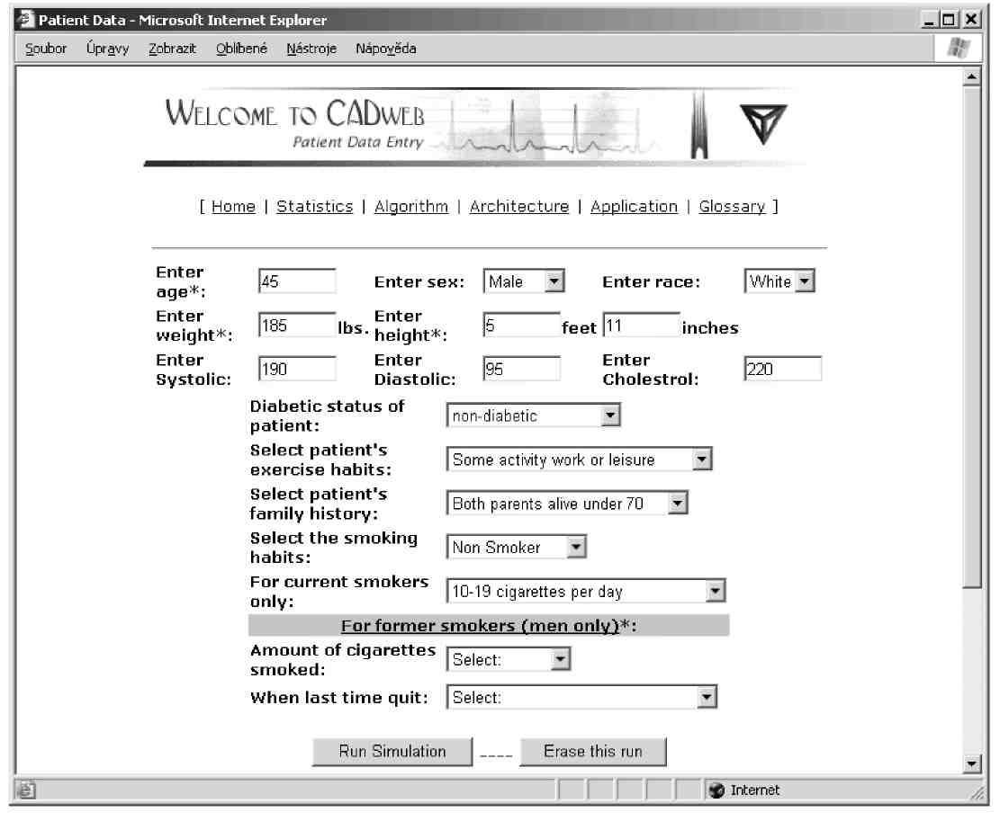 Patient Data - Microsoft Internet Explorer
Soubor Úpravy Zobrazit Oblíbené Nástroje Nápověda
WELCOME TO CADWEB
Patient Data Entry
[ Home | Statistics | Algorithm | Architecture | Application | Glossary ]
Enter age*: 45 Enter sex: Male Enter race: White
Enter weight*: 185 lbs. Enter height*: 5 feet 11 inches
Enter Systolic: 190 Enter Diastolic: 95 Enter Cholestrol: 220
Diabetic status of patient: non-diabetic
Select patient's exercise habits: Some activity work or leisure
Select patient's family history: Both parents alive under 70
Select the smoking habits: Non Smoker
For current smokers only: 10-19 cigarettes per day
For former smokers (men only)*:
Amount of cigarettes smoked: Select:
When last time quit: Select:
Run Simulation ---- Erase this run
Internet